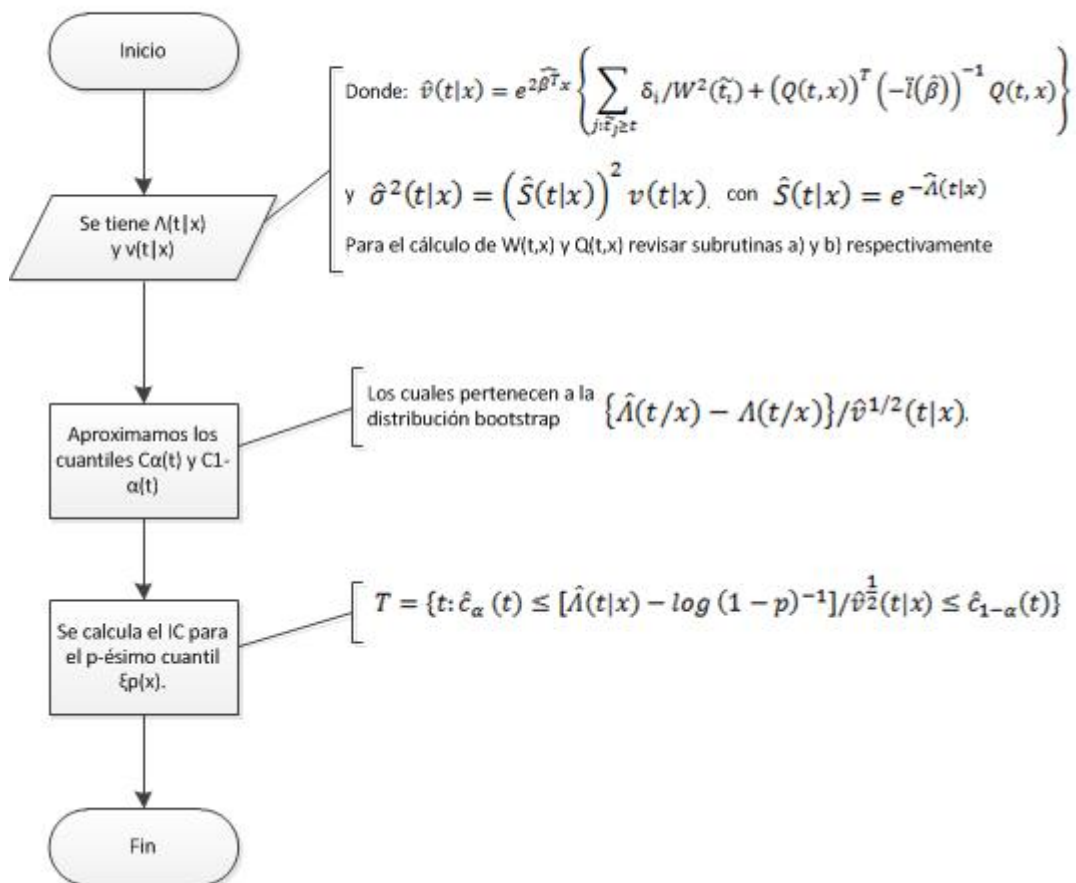 Inicio
Donde: v̂(t|x) = e^{2β̂ᵀx} { ∑_{j:t̃_j≥t} δ_i/W²(t̃_i) + (Q(t,x))ᵀ (−l̈(β̂))⁻¹ Q(t,x) }
y σ̂²(t|x) = (Ŝ(t|x))² v(t|x). con Ŝ(t|x) = e^{−Λ̂(t|x)}
Para el cálculo de W(t,x) y Q(t,x) revisar subrutinas a) y b) respectivamente
Se tiene Λ(t|x)
y v(t|x)
Los cuales pertenecen a la
distribución bootstrap {Λ̂(t/x) − Λ(t/x)}/v̂^{1/2}(t|x).
Aproximamos los
cuantiles Cα(t) y C1-
α(t)
T = {t: ĉ_α (t) ≤ [Λ̂(t|x) − log (1 − p)⁻¹]/v̂^{1/2}(t|x) ≤ ĉ_{1−α}(t)}
Se calcula el IC para
el p-ésimo cuantil
ξp(x).
Fin